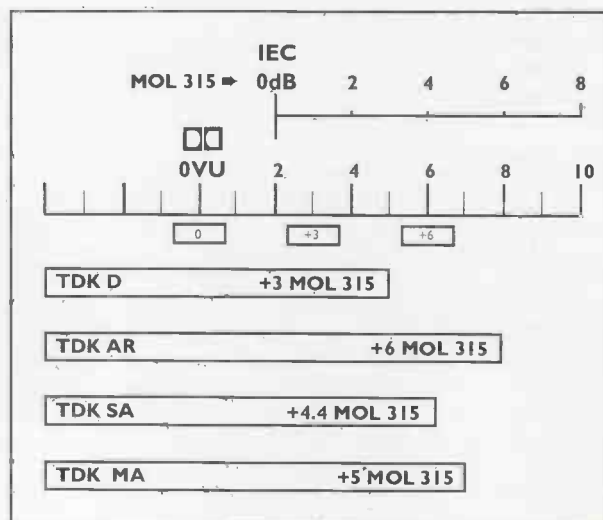 IEC
MOL 315 ➡ 0dB 2 4 6 8
0VU 2 4 6 8 10
0 +3 +6
TDK D +3 MOL 315
TDK AR +6 MOL 315
TDK SA +4.4 MOL 315
TDK MA +5 MOL 315